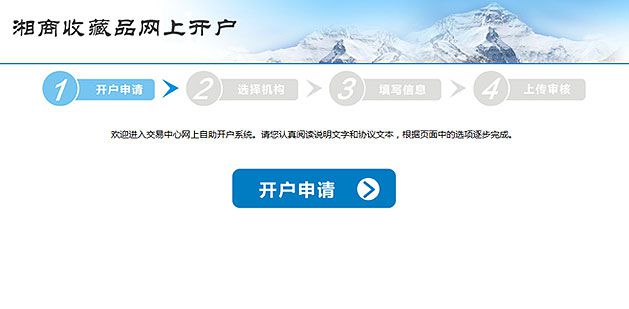 湘商收藏品网上开户
1 开户申请 2 选择机构 3 填写信息 4 上传审核
欢迎进入交易中心网上自助开户系统。请您认真阅读说明文字和协议文本，根据页面中的选项逐步完成。
开户申请